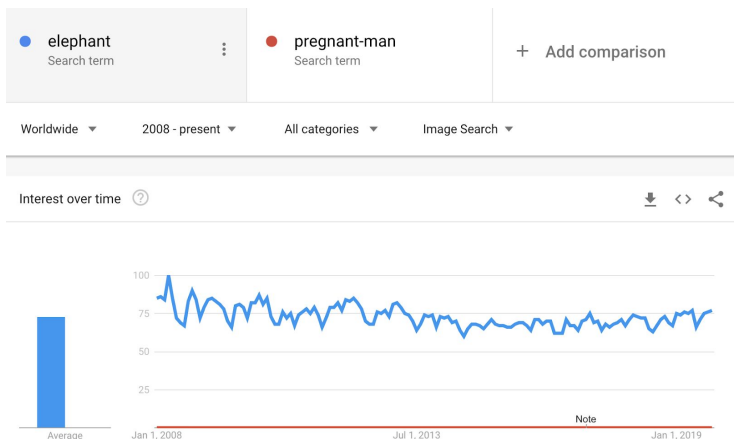 elephant
Search term
pregnant-man
Search term
+ Add comparison
Worldwide
2008 - present
All categories
Image Search
Interest over time ?
100
75
50
25
Note
Average
Jan 1, 2008
Jul 1, 2013
Jan 1, 2019